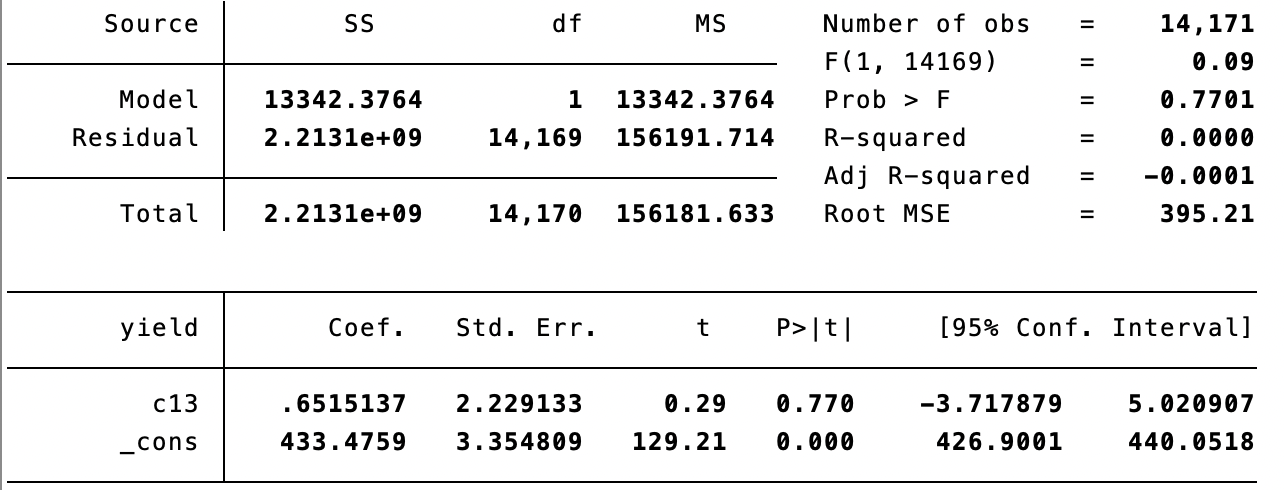 Source SS df MS Number of obs = 14,171
F(1, 14169) = 0.09
Model 13342.3764 1 13342.3764 Prob > F = 0.7701
Residual 2.2131e+09 14,169 156191.714 R-squared = 0.0000
Adj R-squared = -0.0001
Total 2.2131e+09 14,170 156181.633 Root MSE = 395.21
yield Coef. Std. Err. t P>|t| [95% Conf. Interval]
c13 .6515137 2.229133 0.29 0.770 -3.717879 5.020907
_cons 433.4759 3.354809 129.21 0.000 426.9001 440.0518